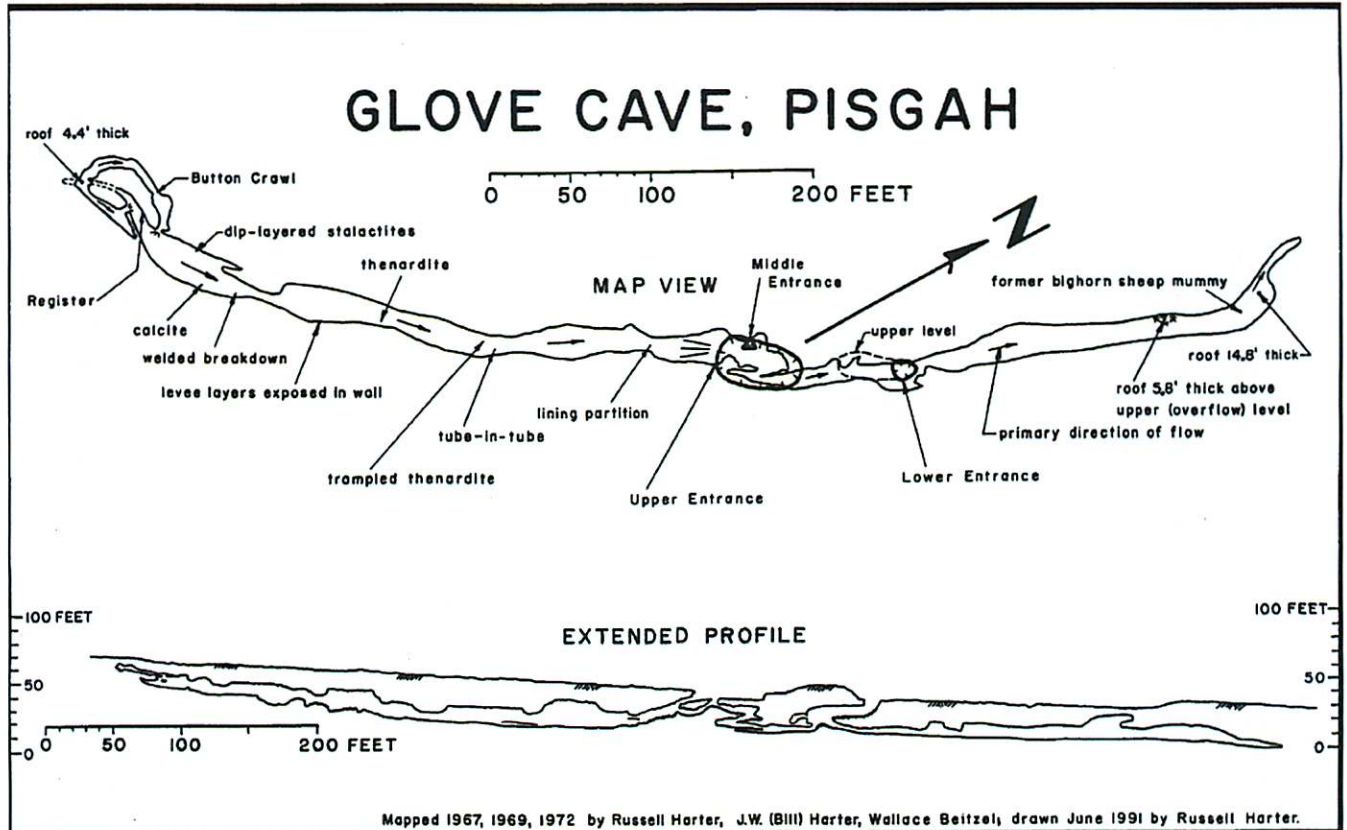 GLOVE CAVE, PISGAH
roof 4.4' thick
Button Crawl
0 50 100 200 FEET
dip-layered stalactites
N
thenardite
MAP VIEW
Middle
Entrance
former bighorn sheep mummy
Register
upper level
calcite
welded breakdown
roof 14.8' thick
levee layers exposed in wall
roof 5.8' thick above
upper (overflow) level
lining partition
tube-in-tube
primary direction of flow
trampled thenardite
Upper Entrance
Lower Entrance
100 FEET
100 FEET
EXTENDED PROFILE
50
50
0 50 100 200 FEET
0
0
Mapped 1967, 1969, 1972 by Russell Harter, J.W. (Bill) Harter, Wallace Beitzel; drawn June 1991 by Russell Harter.